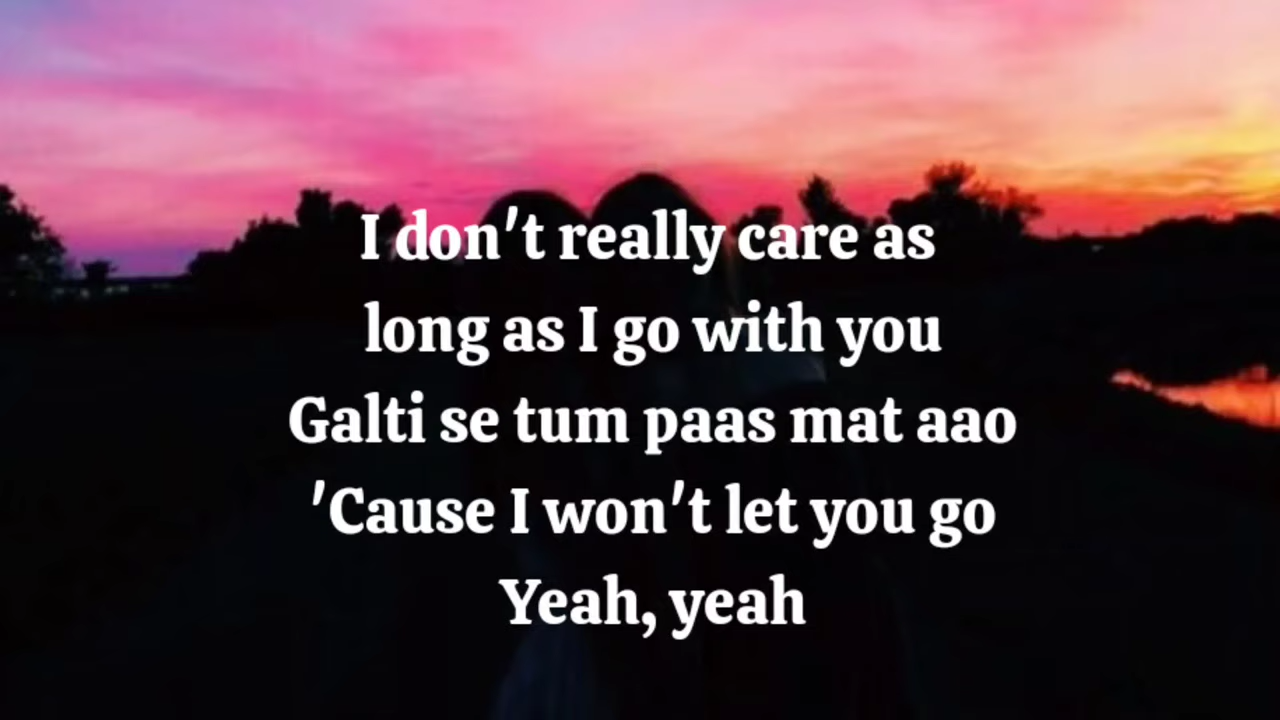 I don't really care as
long as I go with you
Galti se tum paas mat aao
'Cause I won't let you go
Yeah, yeah